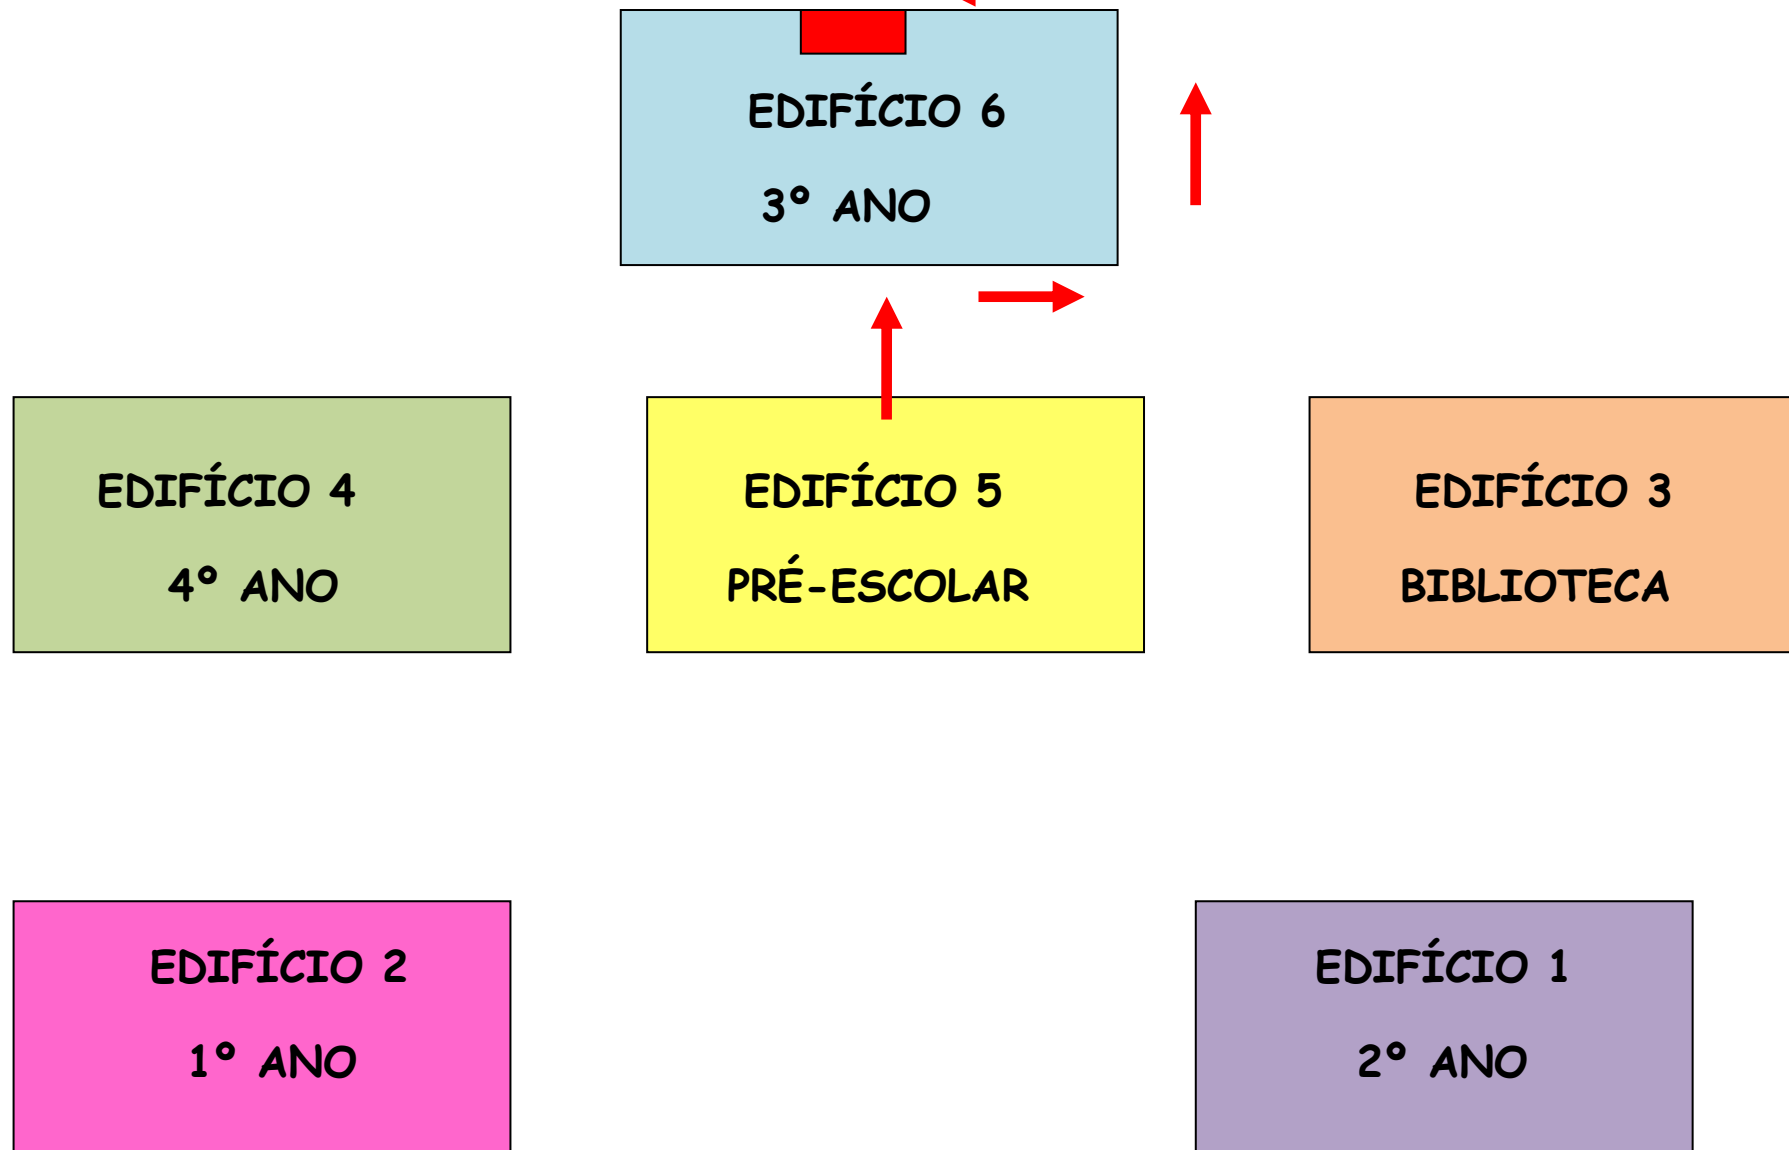 EDIFÍCIO 6
3º ANO
EDIFÍCIO 4
4º ANO
EDIFÍCIO 5
PRÉ-ESCOLAR
EDIFÍCIO 3
BIBLIOTECA
EDIFÍCIO 2
1º ANO
EDIFÍCIO 1
2º ANO